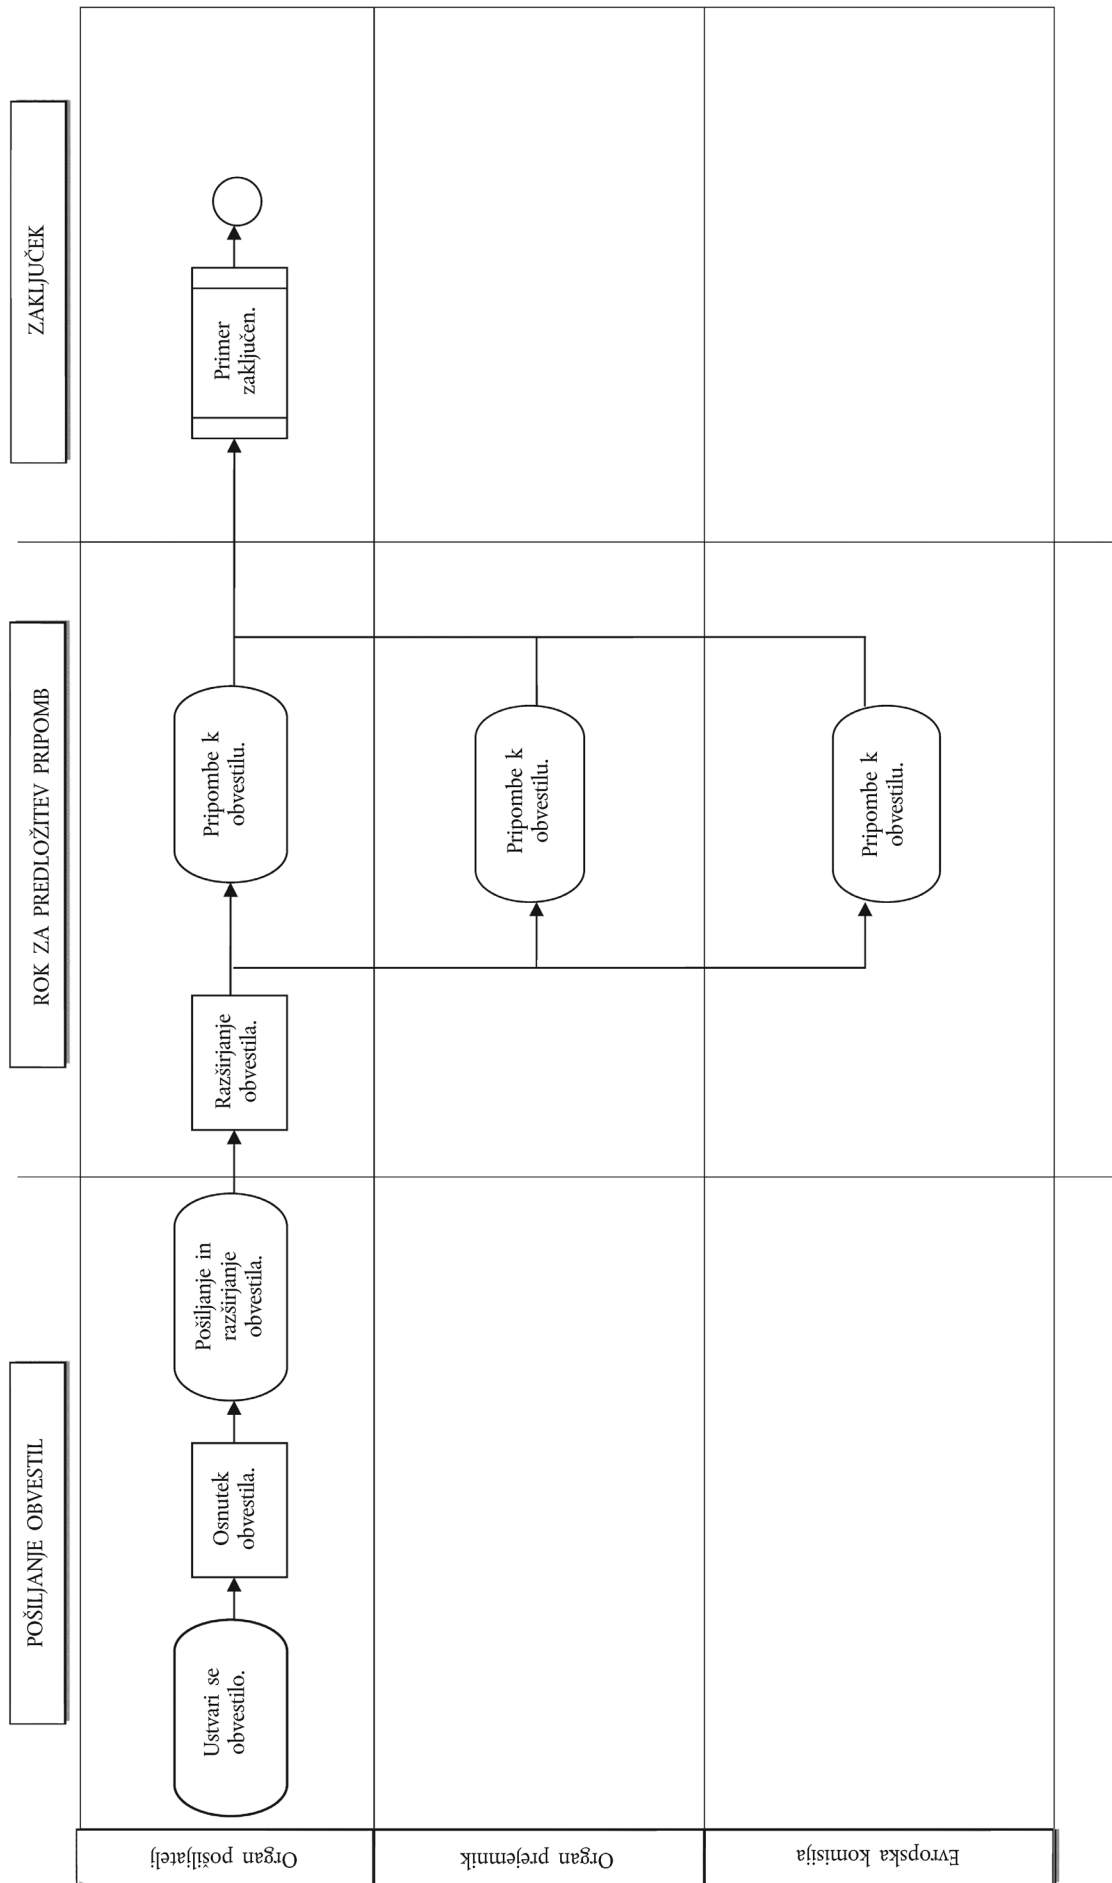 POŠILJANJE OBVESTIL
ROK ZA PREDLOŽITEV PRIPOMB
ZAKLJUČEK
Organ pošiljatelj
Ustvari se
obvestilo.
Osnutek
obvestila.
Pošiljanje in
razširjanje
obvestila.
Razširjanje
obvestila.
Pripombe k
obvestilu.
Primer
zaključen.
Organ prejemnik
Pripombe k
obvestilu.
Evropska komisija
Pripombe k
obvestilu.